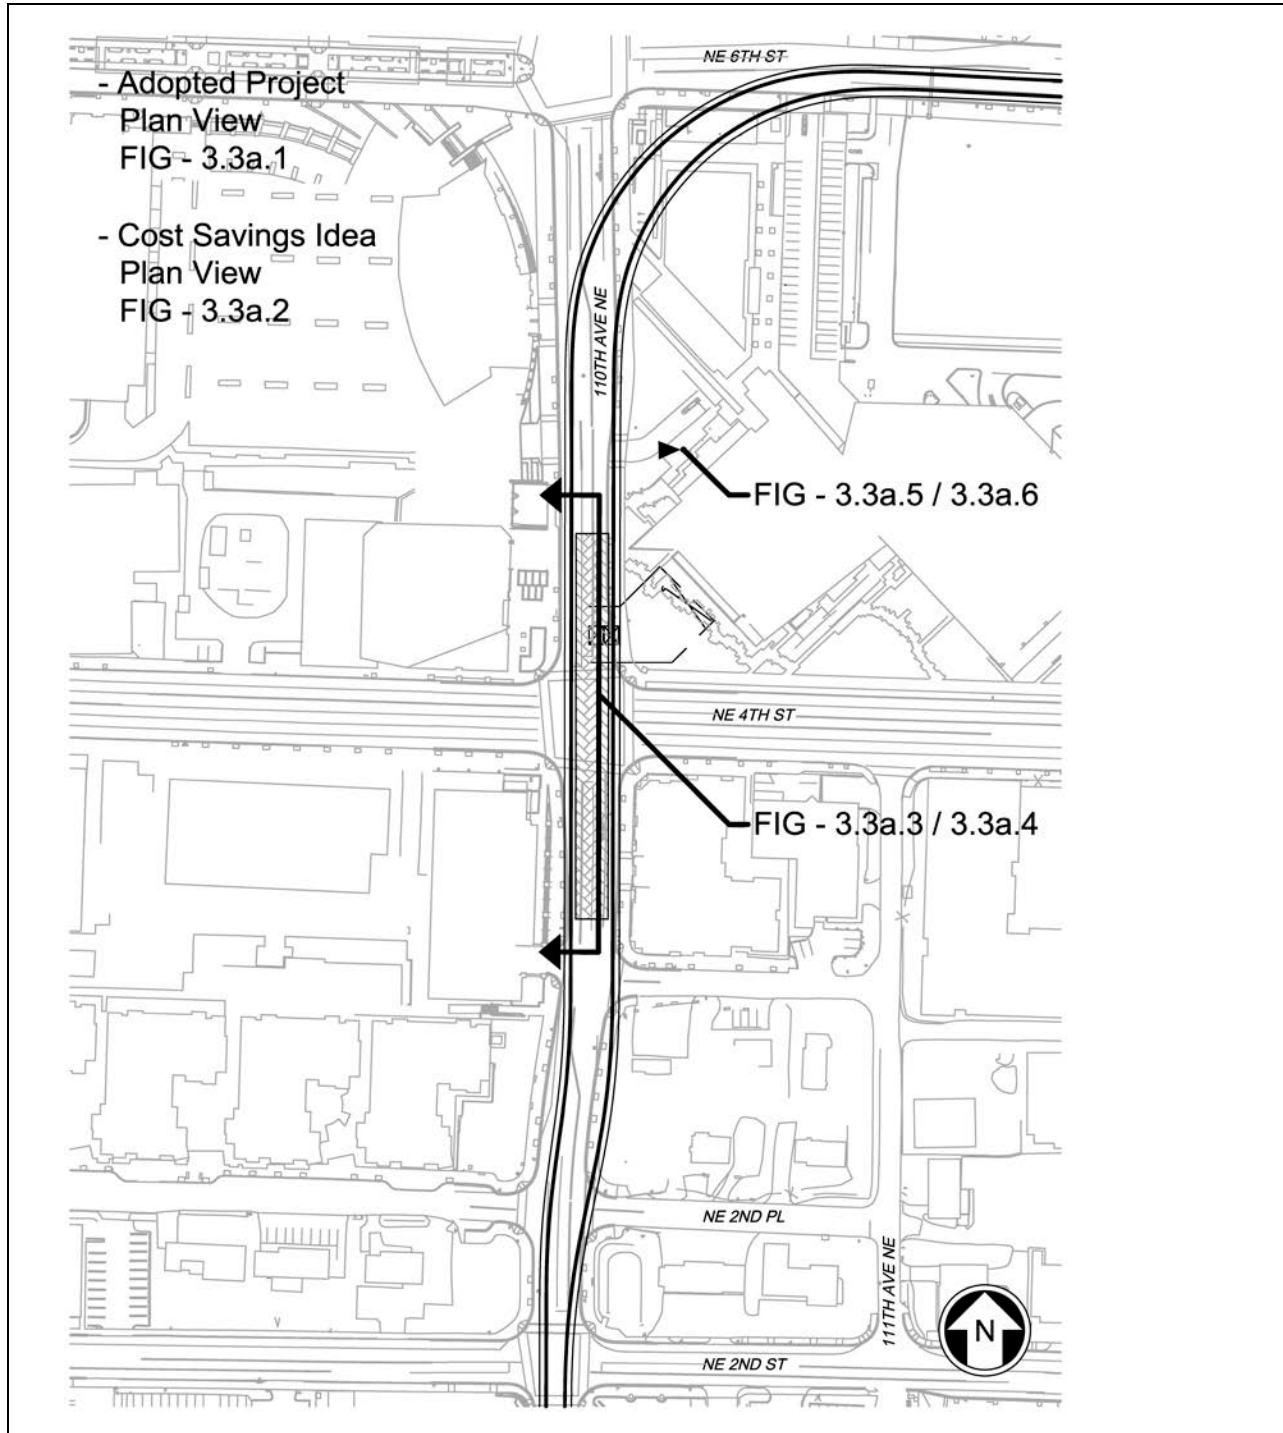 NE 6TH ST
- Adopted Project
Plan View
FIG - 3.3a.1
- Cost Savings Idea
Plan View
FIG - 3.3a.2
110TH AVE NE
FIG - 3.3a.5 / 3.3a.6
NE 4TH ST
FIG - 3.3a.3 / 3.3a.4
NE 2ND PL
111TH AVE NE
N
NE 2ND ST